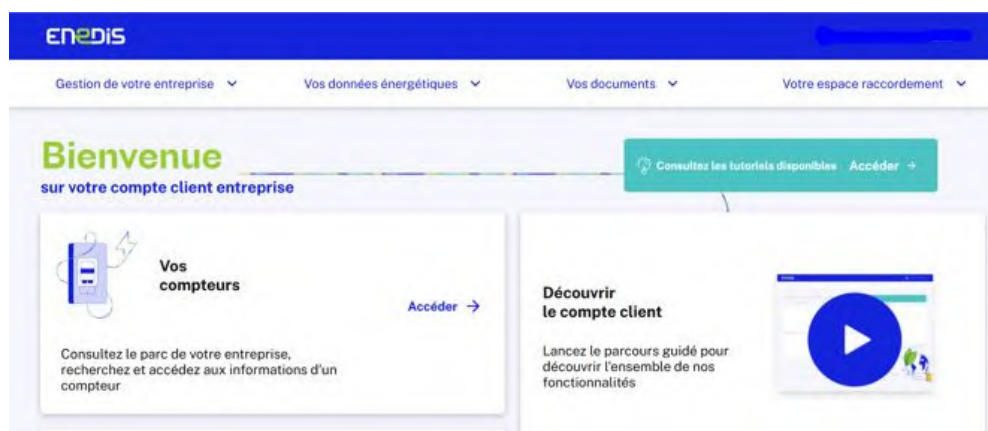 ENEDIS
Gestion de votre entreprise
Vos données énergétiques
Vos documents
Votre espace raccordement
Bienvenue
sur votre compte client entreprise
Consultez les tutoriels disponibles Accéder →
Vos
compteurs
Accéder →
Consultez le parc de votre entreprise,
recherchez et accédez aux informations d'un
compteur
Découvrir
le compte client
Lancez le parcours guidé pour
découvrir l'ensemble de nos
fonctionnalités